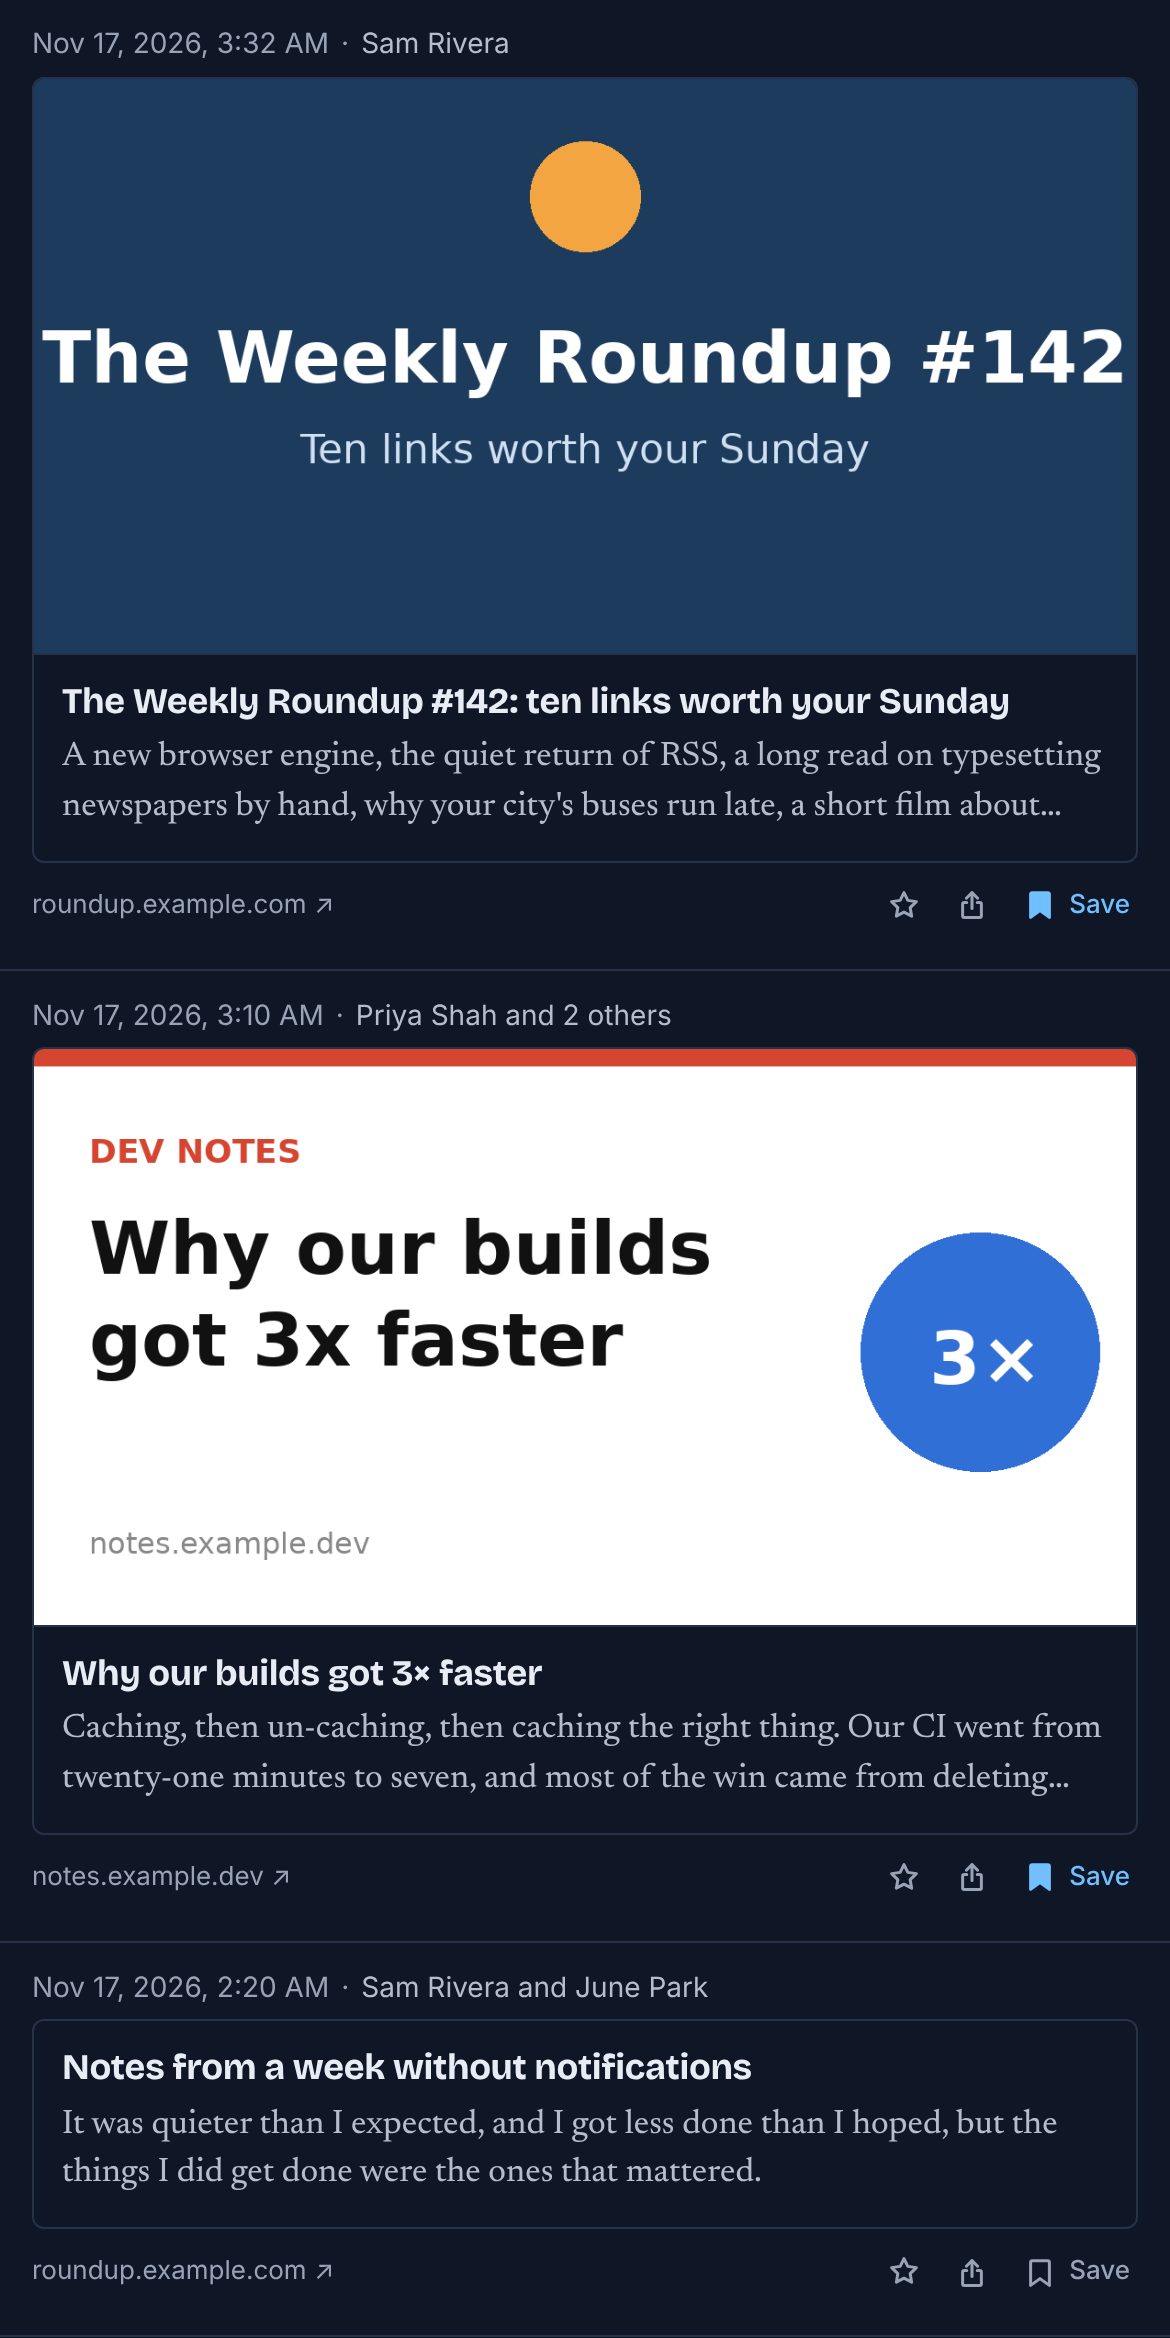 Nov 17, 2026, 3:32 AM · Sam Rivera
The Weekly Roundup #142
Ten links worth your Sunday
The Weekly Roundup #142: ten links worth your Sunday
A new browser engine, the quiet return of RSS, a long read on typesetting
newspapers by hand, why your city's buses run late, a short film about...
roundup.example.com ↗ Save
Nov 17, 2026, 3:10 AM · Priya Shah and 2 others
DEV NOTES
Why our builds
got 3x faster
3×
notes.example.dev
Why our builds got 3× faster
Caching, then un-caching, then caching the right thing. Our CI went from
twenty-one minutes to seven, and most of the win came from deleting...
notes.example.dev ↗ Save
Nov 17, 2026, 2:20 AM · Sam Rivera and June Park
Notes from a week without notifications
It was quieter than I expected, and I got less done than I hoped, but the
things I did get done were the ones that mattered.
roundup.example.com ↗ Save